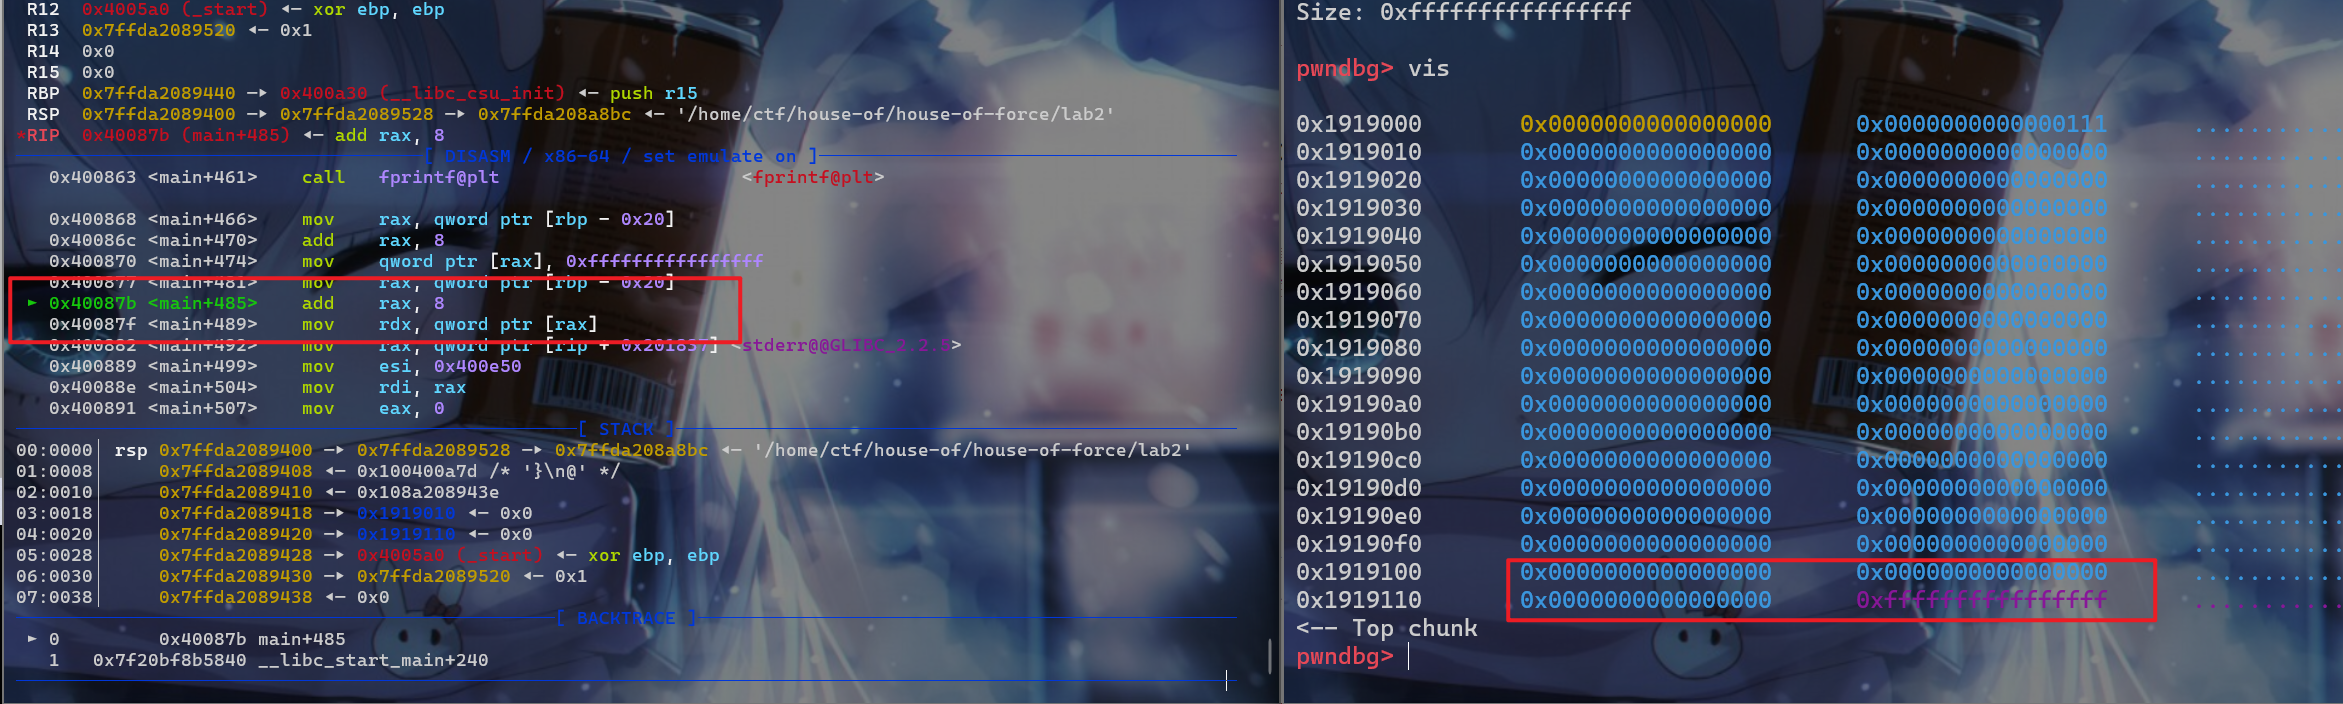 R12 0x4005a0 (_start) ◂— xor ebp, ebp
R13 0x7ffda2089520 ◂— 0x1
R14 0x0
R15 0x0
RBP 0x7ffda2089440 —▸ 0x400a30 (__libc_csu_init) ◂— push r15
RSP 0x7ffda2089400 —▸ 0x7ffda2089528 —▸ 0x7ffda208a8bc ◂— '/home/ctf/house-of/house-of-force/lab2'
*RIP 0x40087b (main+485) ◂— add rax, 8
[ DISASM / x86-64 / set emulate on ]
0x400863 <main+461> call fprintf@plt <fprintf@plt>
0x400868 <main+466> mov rax, qword ptr [rbp - 0x20]
0x40086c <main+470> add rax, 8
0x400870 <main+474> mov qword ptr [rax], 0xffffffffffffffff
0x400877 <main+481> mov rax, qword ptr [rbp - 0x20]
► 0x40087b <main+485> add rax, 8
0x40087f <main+489> mov rdx, qword ptr [rax]
0x400882 <main+492> mov rax, qword ptr [rip + 0x201837] <stderr@@GLIBC_2.2.5>
0x400889 <main+499> mov esi, 0x400e50
0x40088e <main+504> mov rdi, rax
0x400891 <main+507> mov eax, 0
[ STACK ]
00:0000│ rsp 0x7ffda2089400 —▸ 0x7ffda2089528 —▸ 0x7ffda208a8bc ◂— '/home/ctf/house-of/house-of-force/lab2'
01:0008│ 0x7ffda2089408 ◂— 0x100400a7d /* '}\n@' */
02:0010│ 0x7ffda2089410 ◂— 0x108a208943e
03:0018│ 0x7ffda2089418 —▸ 0x1919010 ◂— 0x0
04:0020│ 0x7ffda2089420 —▸ 0x1919110 ◂— 0x0
05:0028│ 0x7ffda2089428 —▸ 0x4005a0 (_start) ◂— xor ebp, ebp
06:0030│ 0x7ffda2089430 —▸ 0x7ffda2089520 ◂— 0x1
07:0038│ 0x7ffda2089438 ◂— 0x0
[ BACKTRACE ]
► 0 0x40087b main+485
1 0x7f20bf8b5840 __libc_start_main+240
Size: 0xffffffffffffffff
pwndbg> vis
0x1919000 0x0000000000000000 0x0000000000000111 ........
0x1919010 0x0000000000000000 0x0000000000000000 ........
0x1919020 0x0000000000000000 0x0000000000000000 ........
0x1919030 0x0000000000000000 0x0000000000000000 ........
0x1919040 0x0000000000000000 0x0000000000000000 ........
0x1919050 0x0000000000000000 0x0000000000000000 ........
0x1919060 0x0000000000000000 0x0000000000000000 ........
0x1919070 0x0000000000000000 0x0000000000000000 ........
0x1919080 0x0000000000000000 0x0000000000000000 ........
0x1919090 0x0000000000000000 0x0000000000000000 ........
0x19190a0 0x0000000000000000 0x0000000000000000 ........
0x19190b0 0x0000000000000000 0x0000000000000000 ........
0x19190c0 0x0000000000000000 0x0000000000000000 ........
0x19190d0 0x0000000000000000 0x0000000000000000 ........
0x19190e0 0x0000000000000000 0x0000000000000000 ........
0x19190f0 0x0000000000000000 0x0000000000000000 ........
0x1919100 0x0000000000000000 0x0000000000000000 ........
0x1919110 0x0000000000000000 0xffffffffffffffff ........
<-- Top chunk
pwndbg>